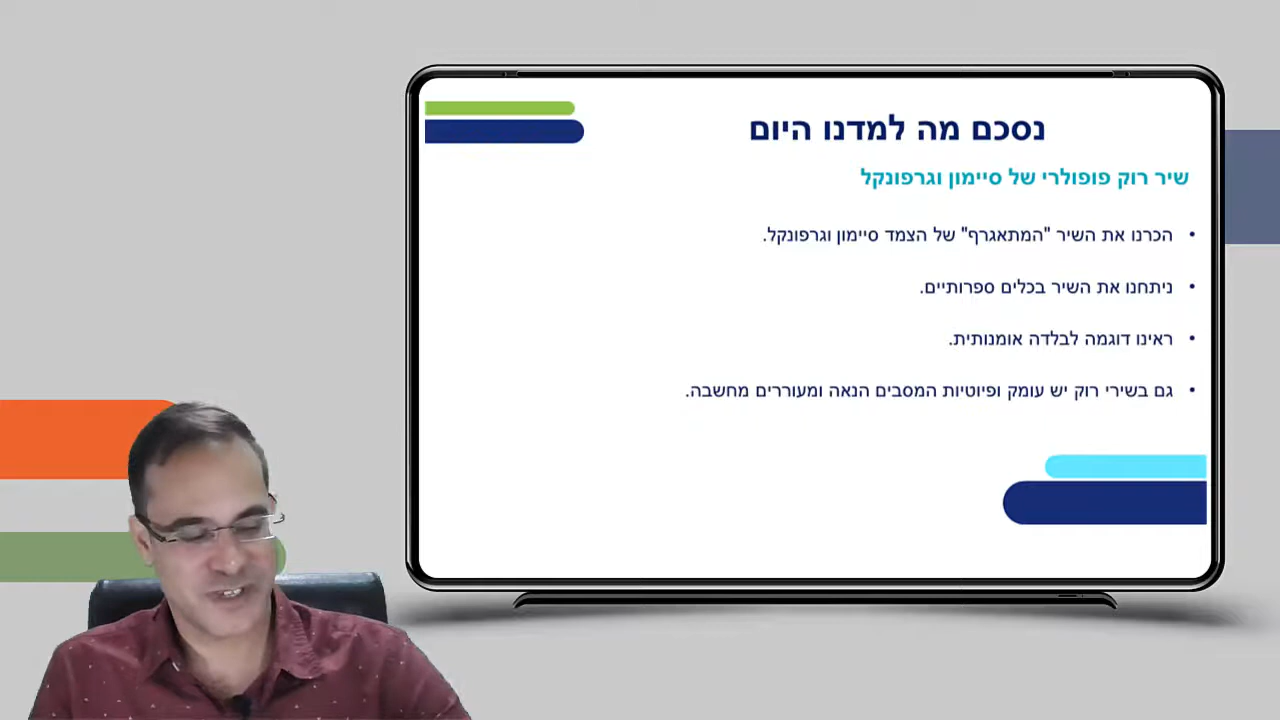 נסכם מה למדנו היום
שיר רוק פופולרי של סיימון וגרפונקל
• הכרנו את השיר "המתאגרף" של הצמד סיימון וגרפונקל.
• ניתחנו את השיר בכלים ספרותיים.
• ראינו דוגמה לבלדה אומנותית.
• גם בשירי רוק יש עומק ופיוטיות המסבים הנאה ומעוררים מחשבה.